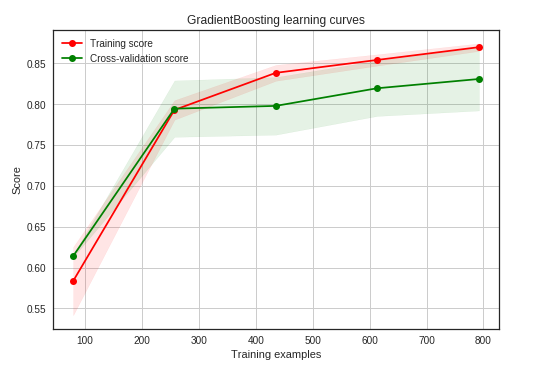 GradientBoosting learning curves
Training score
Cross-validation score
0.85
0.80
0.75
0.70
0.65
0.60
0.55
Score
100 200 300 400 500 600 700 800
Training examples